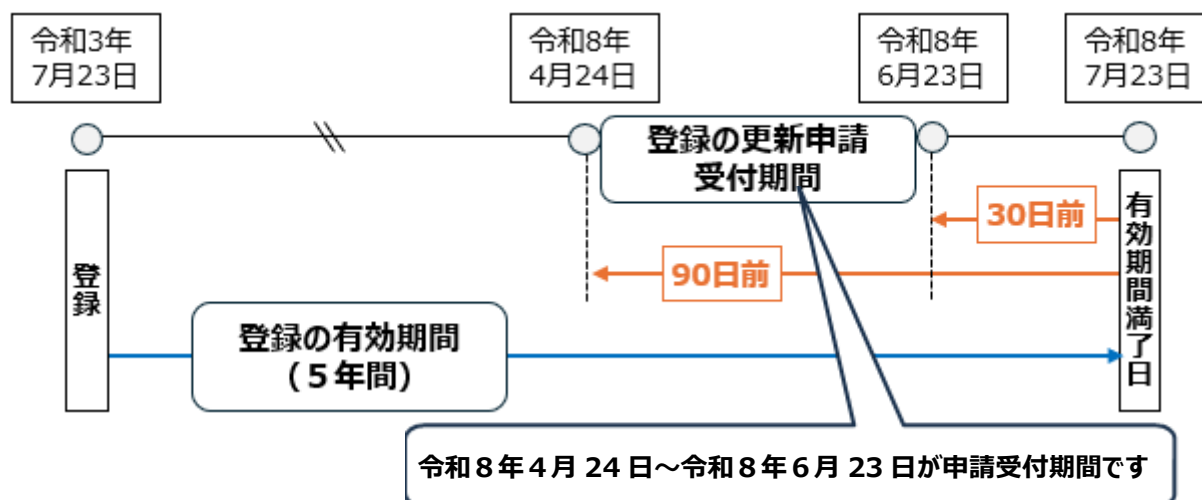 令和3年
7月23日
令和8年
4月24日
令和8年
6月23日
令和8年
7月23日
登録の更新申請
受付期間
30日前
90日前
登録
登録の有効期間
(5年間)
有効期間満了日
令和8年4月24日～令和8年6月23日が申請受付期間です